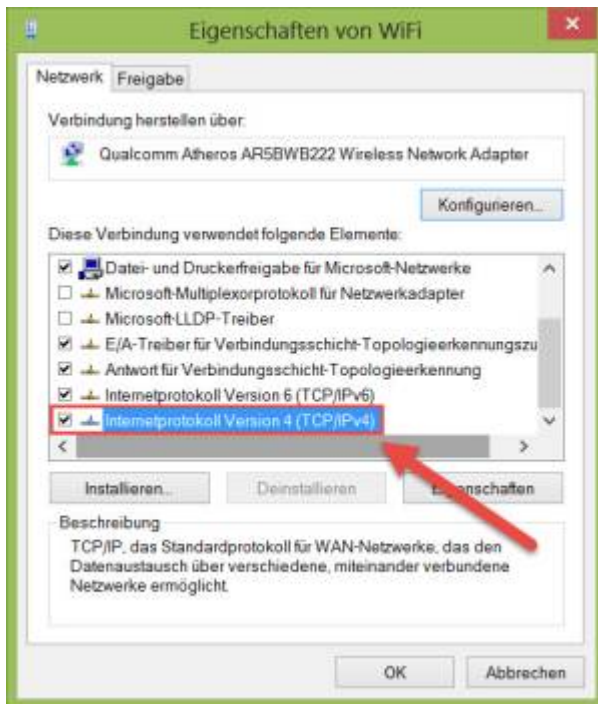 Eigenschaften von WiFi
Netzwerk Freigabe
Verbindung herstellen über:
Qualcomm Atheros AR5BWB222 Wireless Network Adapter
Konfigurieren...
Diese Verbindung verwendet folgende Elemente:
Datei- und Druckerfreigabe für Microsoft-Netzwerke
Microsoft-Multiplexorprotokoll für Netzwerkadapter
Microsoft-LLDP-Treiber
E/A-Treiber für Verbindungsschicht-Topologieerkennungszu
Antwort für Verbindungsschicht-Topologieerkennung
Internetprotokoll Version 6 (TCP/IPv6)
Internetprotokoll Version 4 (TCP/IPv4)
Installieren... Deinstallieren Eigenschaften
Beschreibung
TCP/IP, das Standardprotokoll für WAN-Netzwerke, das den
Datenaustausch über verschiedene, miteinander verbundene
Netzwerke ermöglicht.
OK Abbrechen